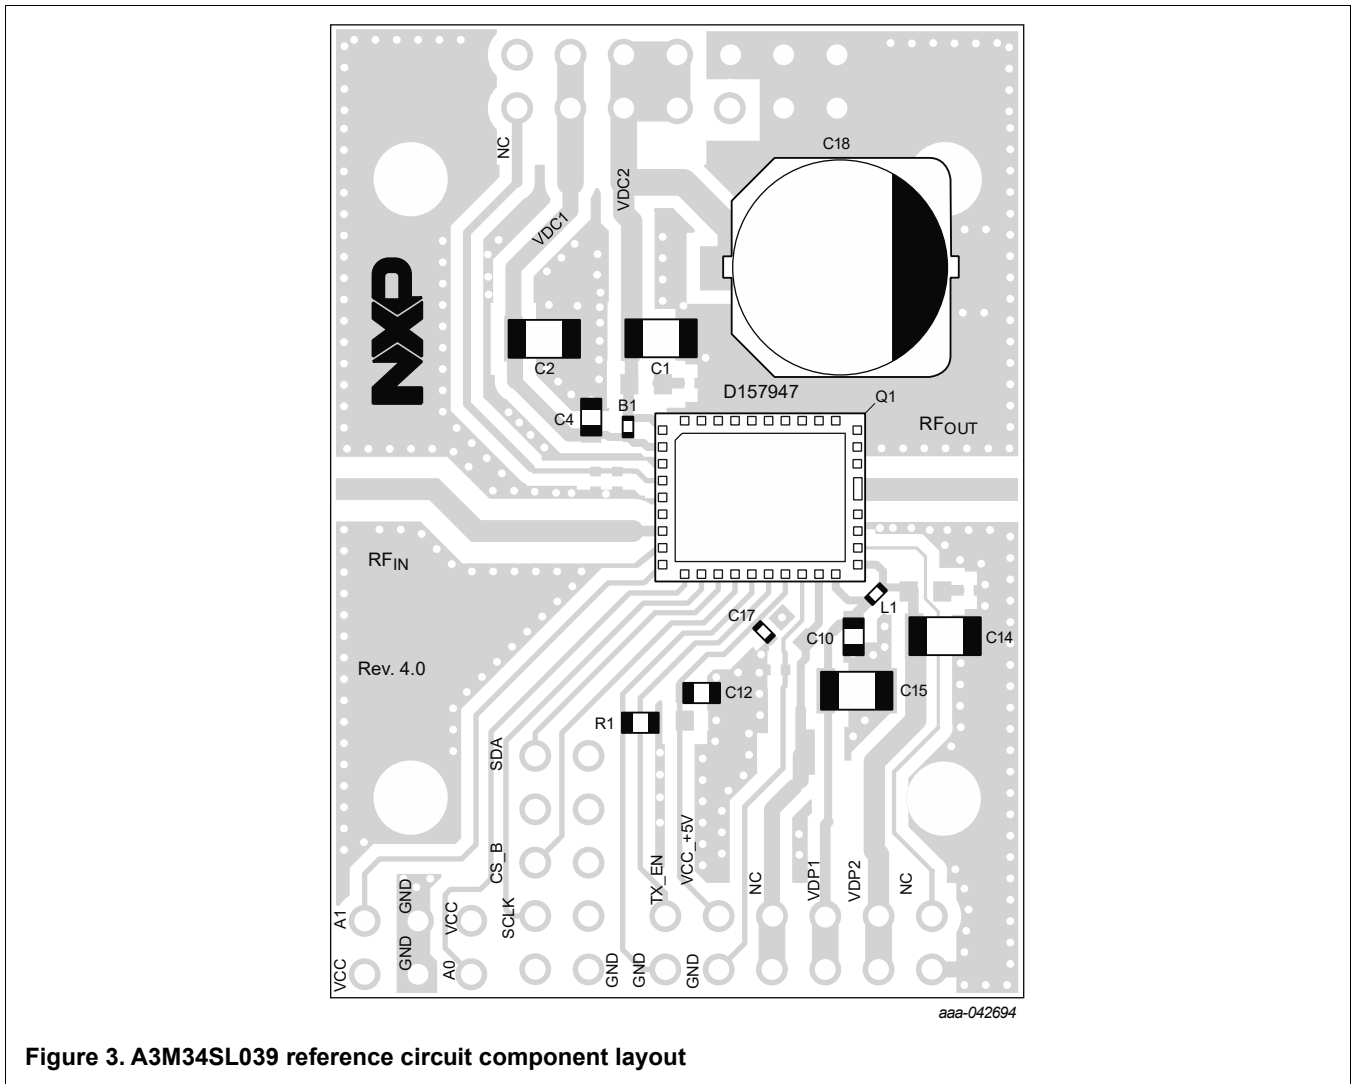 C18
NC
VDC2
VDC1
NXP
C2
C1
D157947
Q1
C4
B1
RFOUT
RFIN
L1
C17
C10
C14
Rev. 4.0
C12
C15
R1
SDA
CS_B
VCC_+5V
TX_EN
NC
VDP1
VDP2
NC
A1
GND
VCC
SCLK
VCC
GND
A0
GND
GND
GND
aaa-042694
Figure 3. A3M34SL039 reference circuit component layout